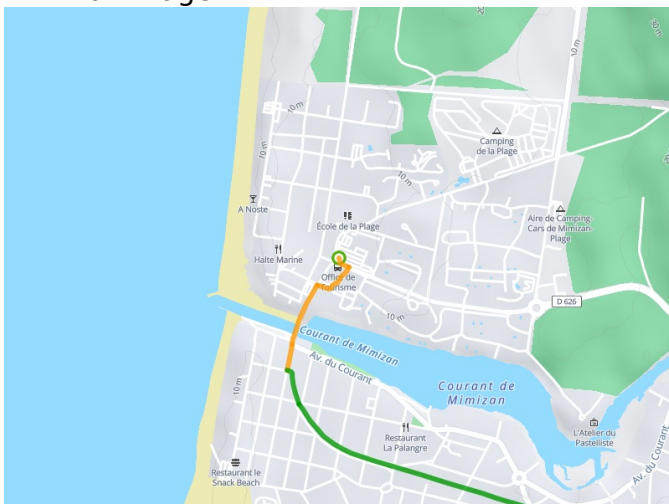 10 m
10 m
30 m
10 m
Camping
de la Plage
10 m
A Noste
École de la Plage
Aire de Camping
Cars de Mimizan-
Plage
Halte Marine
Office de
Tourisme
D 626
10 m
Courant de Mimizan
Av. du Courant
10 m
Courant de
Mimizan
Restaurant
La Palangre
L'Atelier du
Pastelliste
Restaurant le
Snack Beach
Av. du Courant